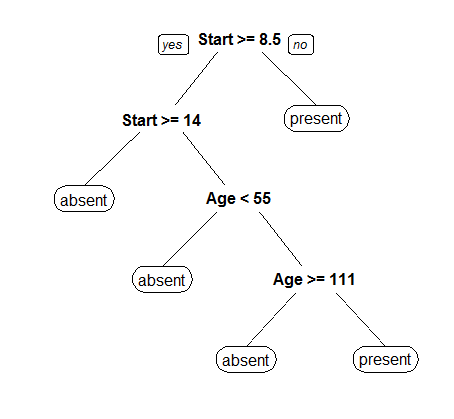 yes Start >= 8.5 no
Start >= 14
present
absent
Age < 55
absent
Age >= 111
absent
present